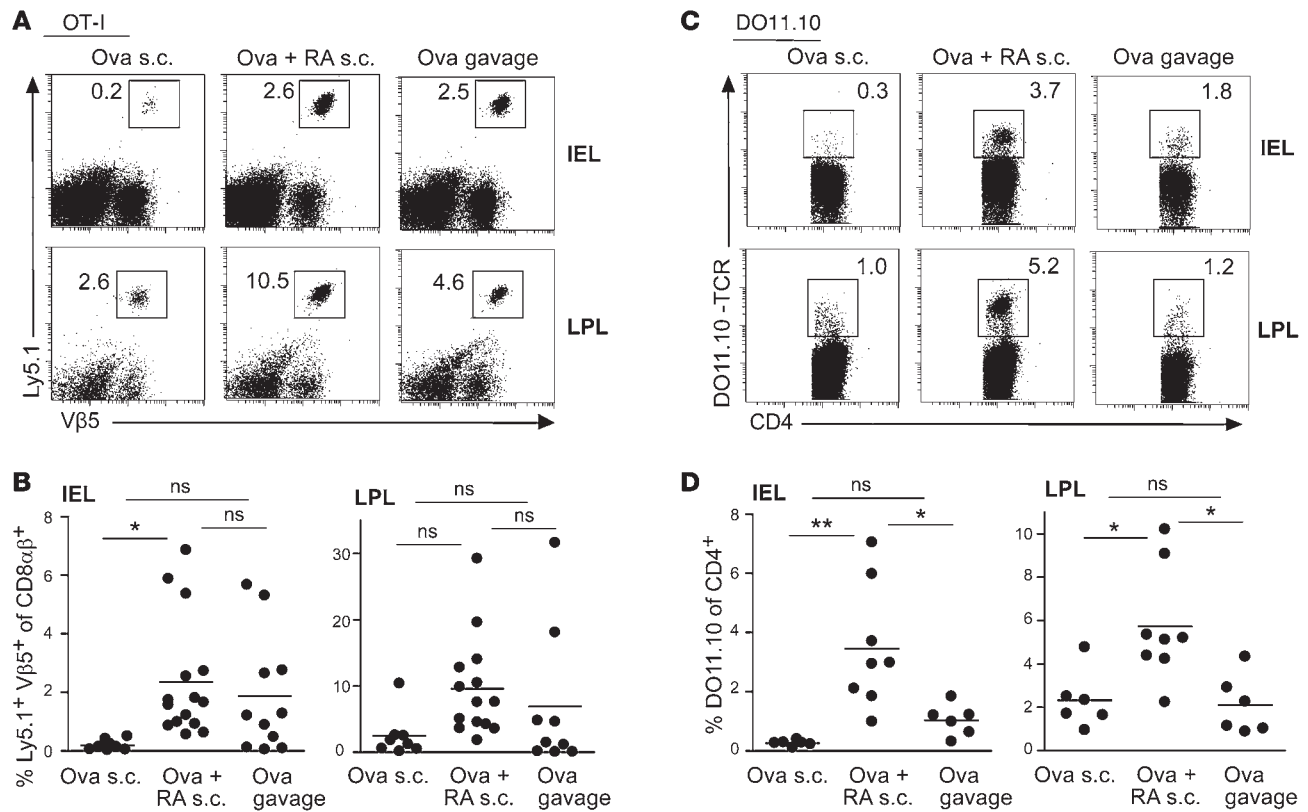 A
OT-I
Ova s.c.
Ova + RA s.c.
Ova gavage
0.2
2.6
2.5
IEL
2.6
10.5
4.6
LPL
Ly5.1
Vβ5
C
DO11.10
Ova s.c.
Ova + RA s.c.
Ova gavage
0.3
3.7
1.8
IEL
1.0
5.2
1.2
LPL
DO11.10 -TCR
CD4
B
IEL
ns
*
ns
% Ly5.1+ Vβ5+ of CD8αβ+
8
6
4
2
0
Ova s.c.
Ova +
RA s.c.
Ova
gavage
LPL
ns
ns
ns
30
20
10
0
Ova s.c.
Ova +
RA s.c.
Ova
gavage
D
IEL
ns
**
*
% DO11.10 of CD4+
8
6
4
2
0
Ova s.c.
Ova +
RA s.c.
Ova
gavage
LPL
ns
*
*
10
8
6
4
2
0
Ova s.c.
Ova +
RA s.c.
Ova
gavage